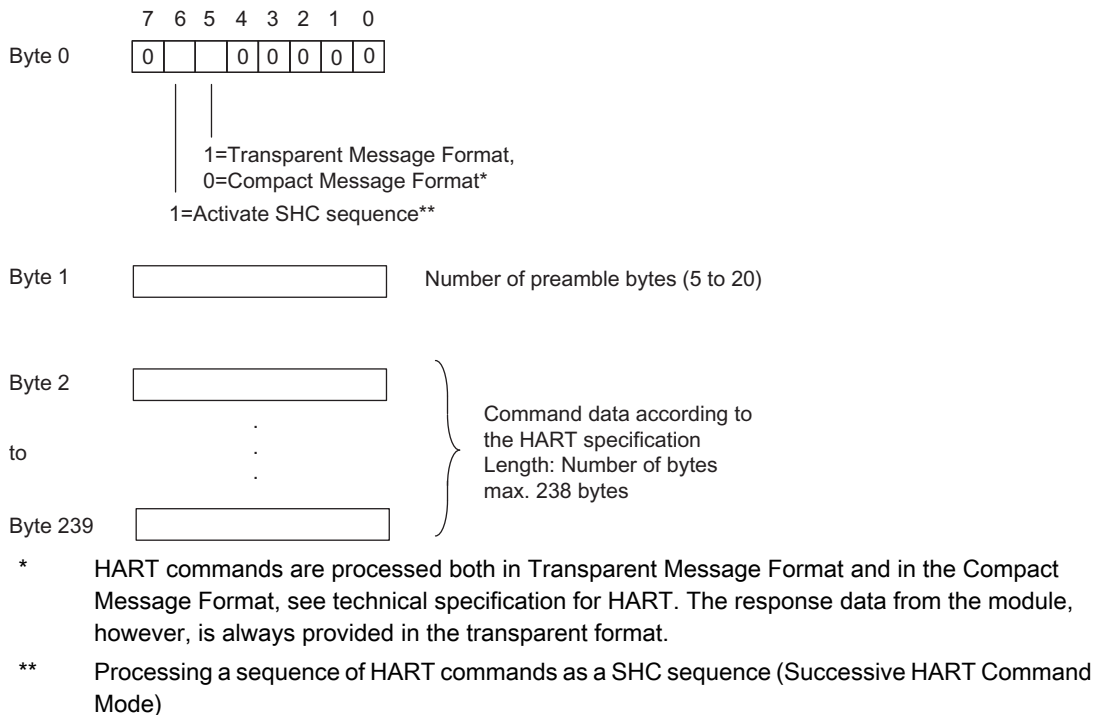 7 6 5 4 3 2 1 0
Byte 0 0 0 0 0 0 0
1=Transparent Message Format,
0=Compact Message Format*
1=Activate SHC sequence**
Byte 1 Number of preamble bytes (5 to 20)
Byte 2
to
Byte 239
Command data according to
the HART specification
Length: Number of bytes
max. 238 bytes
* HART commands are processed both in Transparent Message Format and in the Compact
Message Format, see technical specification for HART. The response data from the module,
however, is always provided in the transparent format.
** Processing a sequence of HART commands as a SHC sequence (Successive HART Command
Mode)